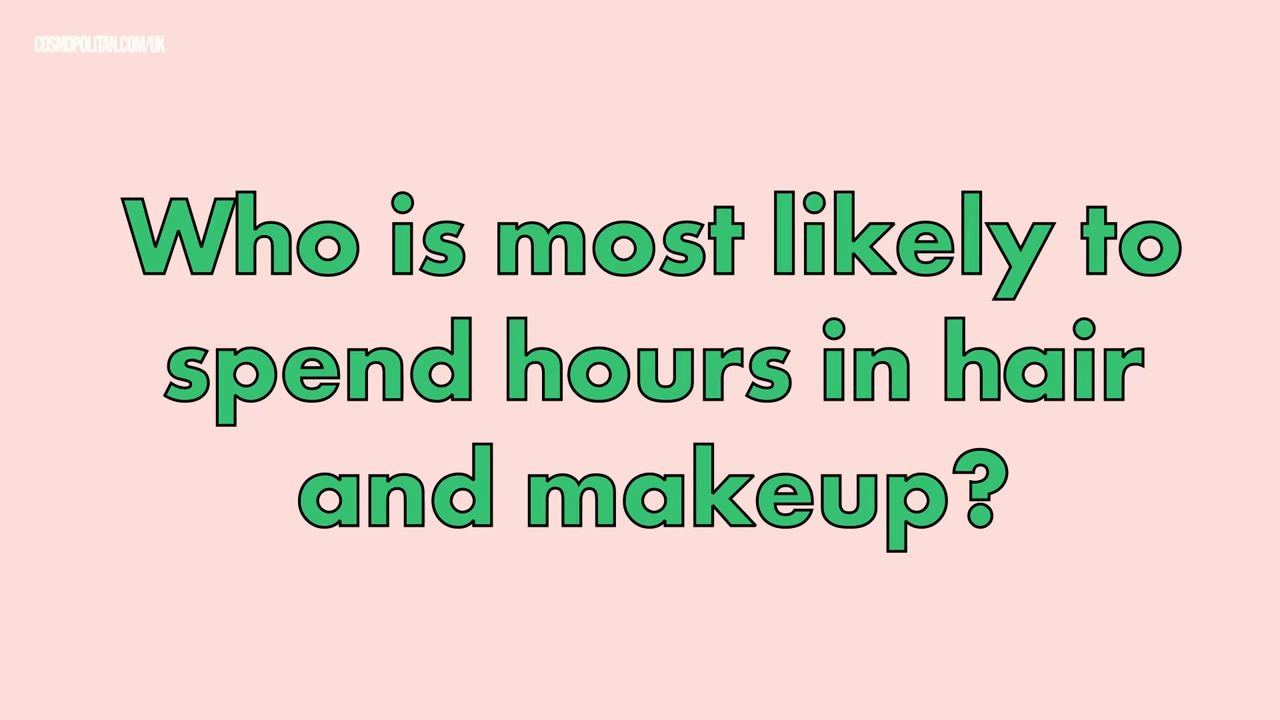 COSMOPOLITAN.COM/UK
Who is most likely to
spend hours in hair
and makeup?